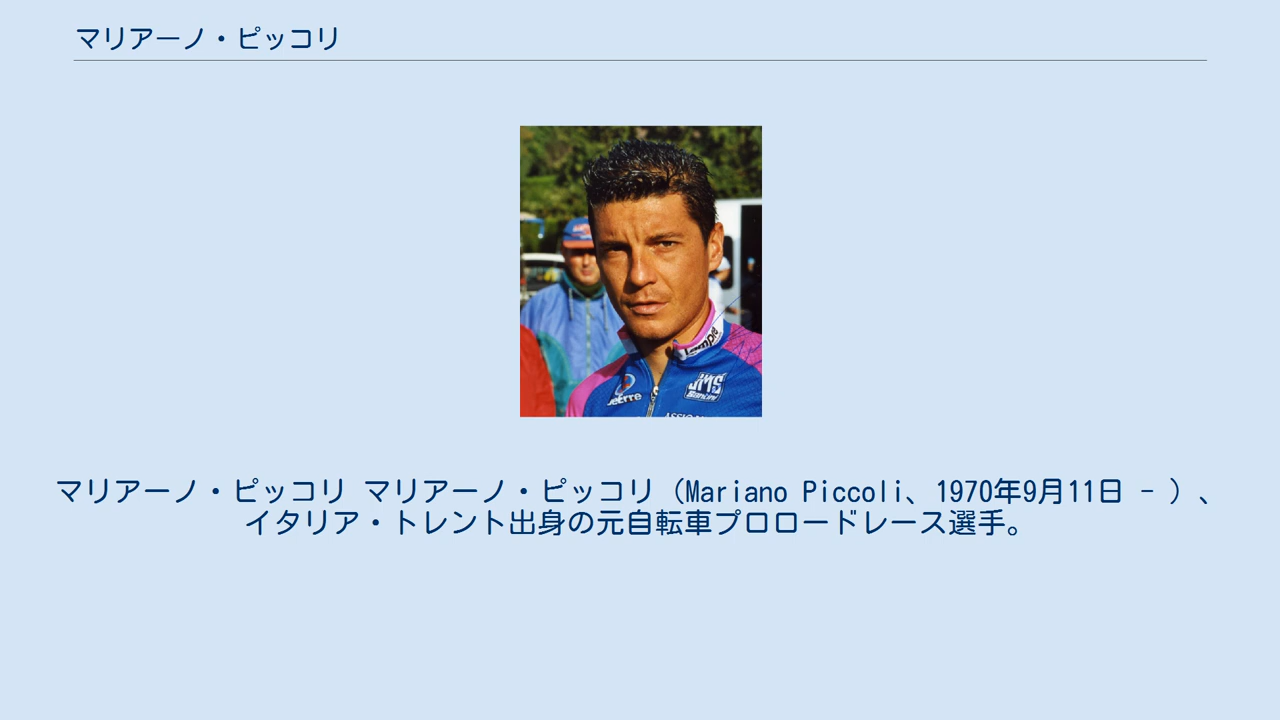 マリアーノ・ピッコリ
Lampre
JMS
Santini
マリアーノ・ピッコリ マリアーノ・ピッコリ（Mariano Piccoli、1970年9月11日 - ）、
イタリア・トレント出身の元自転車プロロードレース選手。